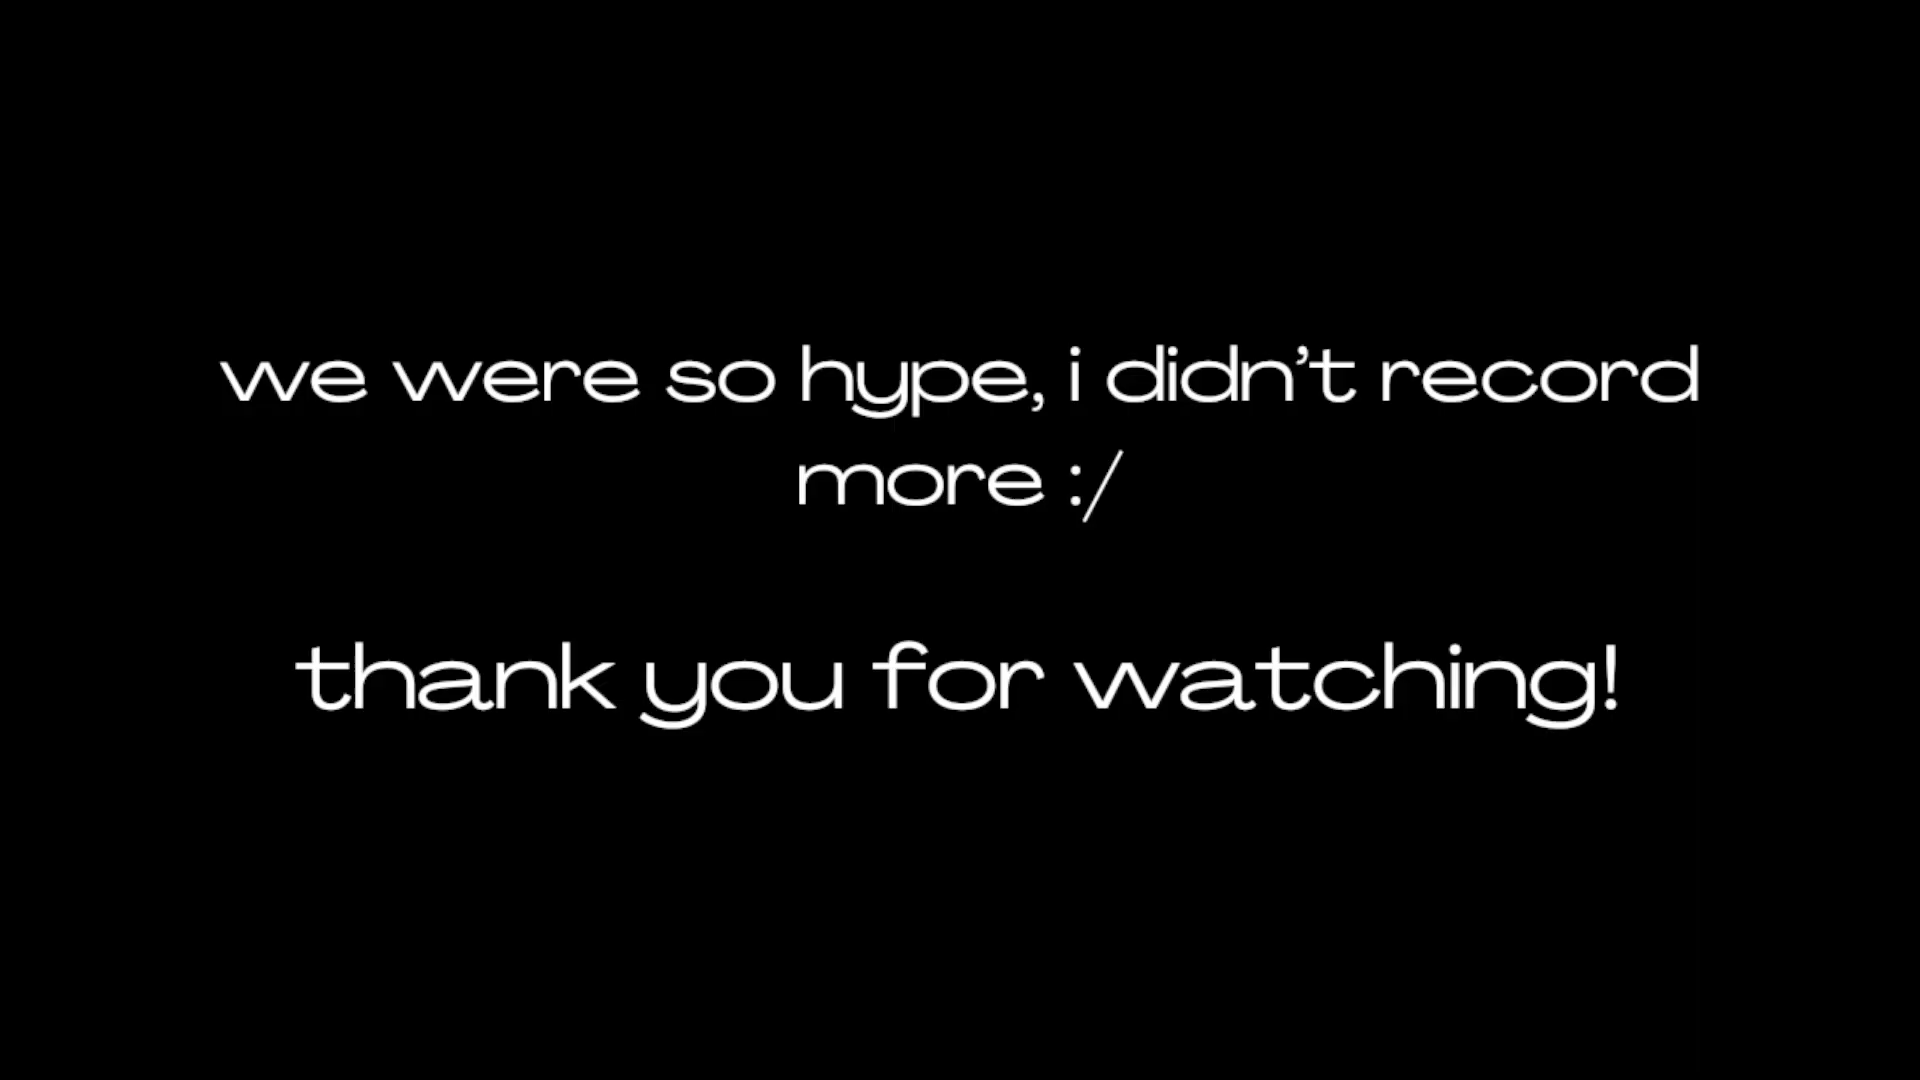 we were so hype, i didn’t record
more :/
thank you for watching!